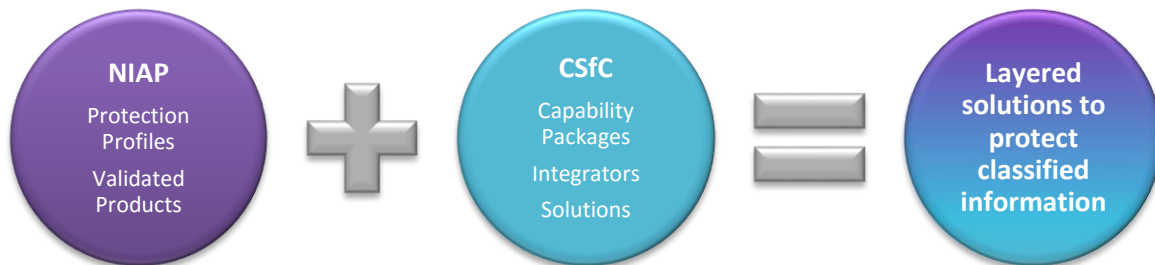 NIAP
Protection
Profiles
Validated
Products
CSfC
Capability
Packages
Integrators
Solutions
Layered
solutions to
protect
classified
information